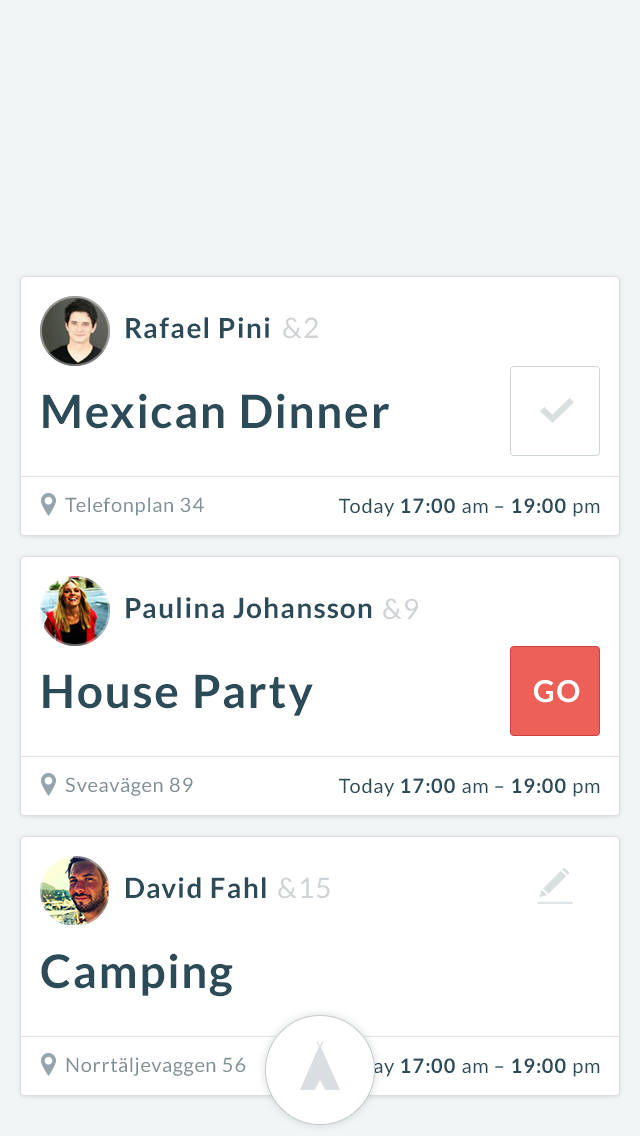 Rafael Pini &2
Mexican Dinner
Telefonplan 34 Today 17:00 am – 19:00 pm
Paulina Johansson &9
House Party
GO
Sveavägen 89 Today 17:00 am – 19:00 pm
David Fahl &15
Camping
Norrtäljevaggen 56 ay 17:00 am – 19:00 pm